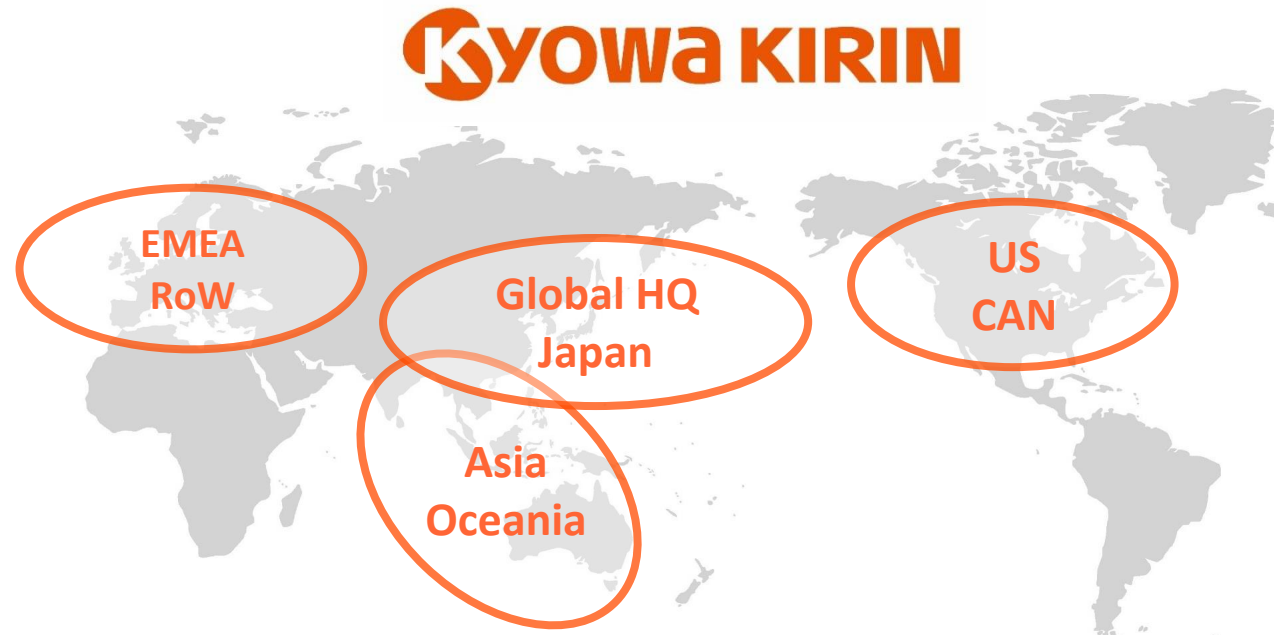 KYOWA KIRIN
EMEA
RoW
Global HQ
Japan
US
CAN
Asia
Oceania